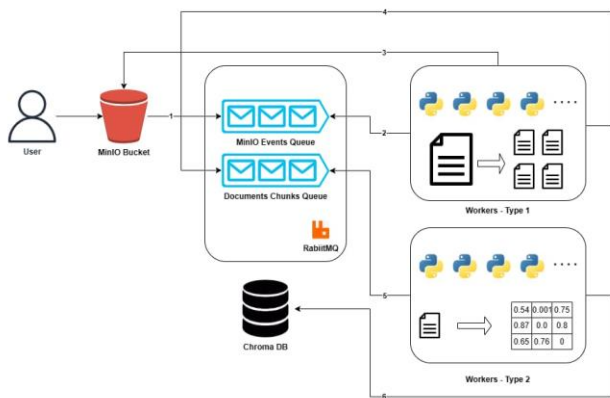 4
3
1
2
MinIO Events Queue
User
MinIO Bucket
Documents Chunks Queue
Workers - Type 1
RabiitMQ
5
0.54 0.001 0.75
0.87 0.0 0.8
0.65 0.76 0
Chroma DB
Workers - Type 2
6